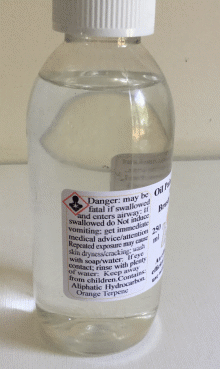 Danger: may be
fatal if swallowed
and enters airway; if
swallowed do Not induce
vomiting; get immediate
medical advice/attention
Repeated exposure may cause
skin dryness/cracking; wash
with soap/water. If eye
contact; rinse with plenty
of water. Keep away
from children.Contains:
Aliphatic Hydrocarbon,
Orange Terpene
Oil
250
ml